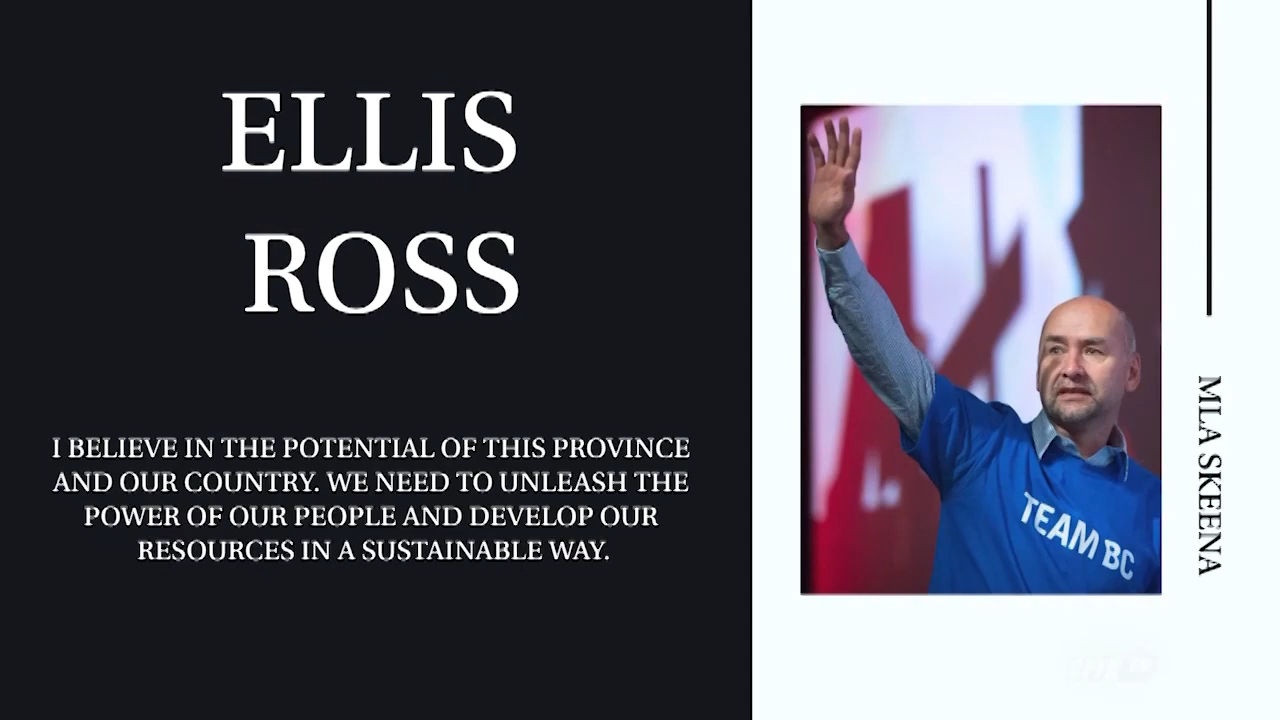 ELLIS
ROSS
I BELIEVE IN THE POTENTIAL OF THIS PROVINCE
AND OUR COUNTRY. WE NEED TO UNLEASH THE
POWER OF OUR PEOPLE AND DEVELOP OUR
RESOURCES IN A SUSTAINABLE WAY.
TEAM BC
MLA SKEENA